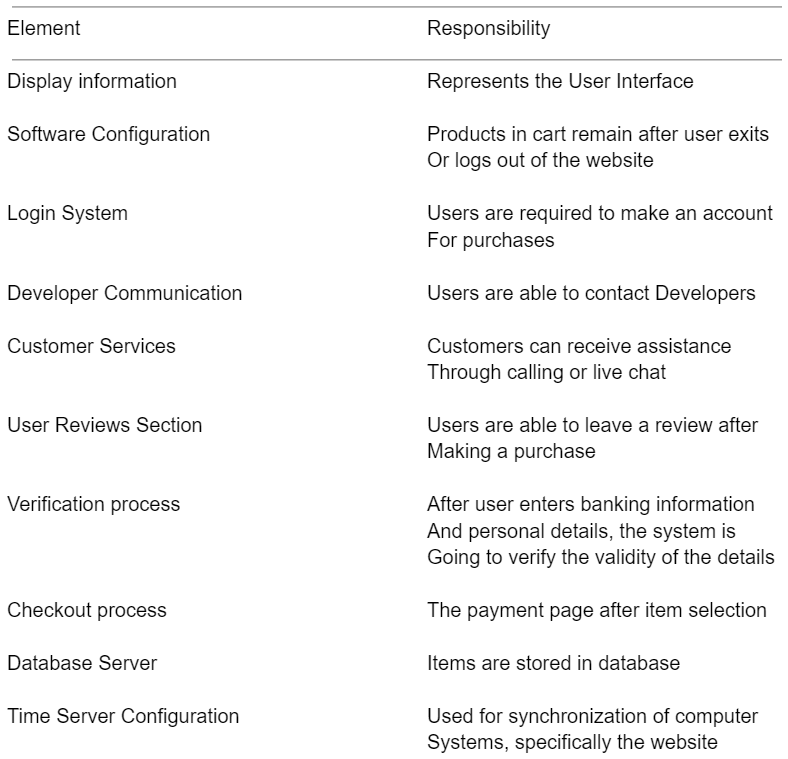 Element Responsibility
Display information Represents the User Interface
Software Configuration Products in cart remain after user exits
Or logs out of the website
Login System Users are required to make an account
For purchases
Developer Communication Users are able to contact Developers
Customer Services Customers can receive assistance
Through calling or live chat
User Reviews Section Users are able to leave a review after
Making a purchase
Verification process After user enters banking information
And personal details, the system is
Going to verify the validity of the details
Checkout process The payment page after item selection
Database Server Items are stored in database
Time Server Configuration Used for synchronization of computer
Systems, specifically the website